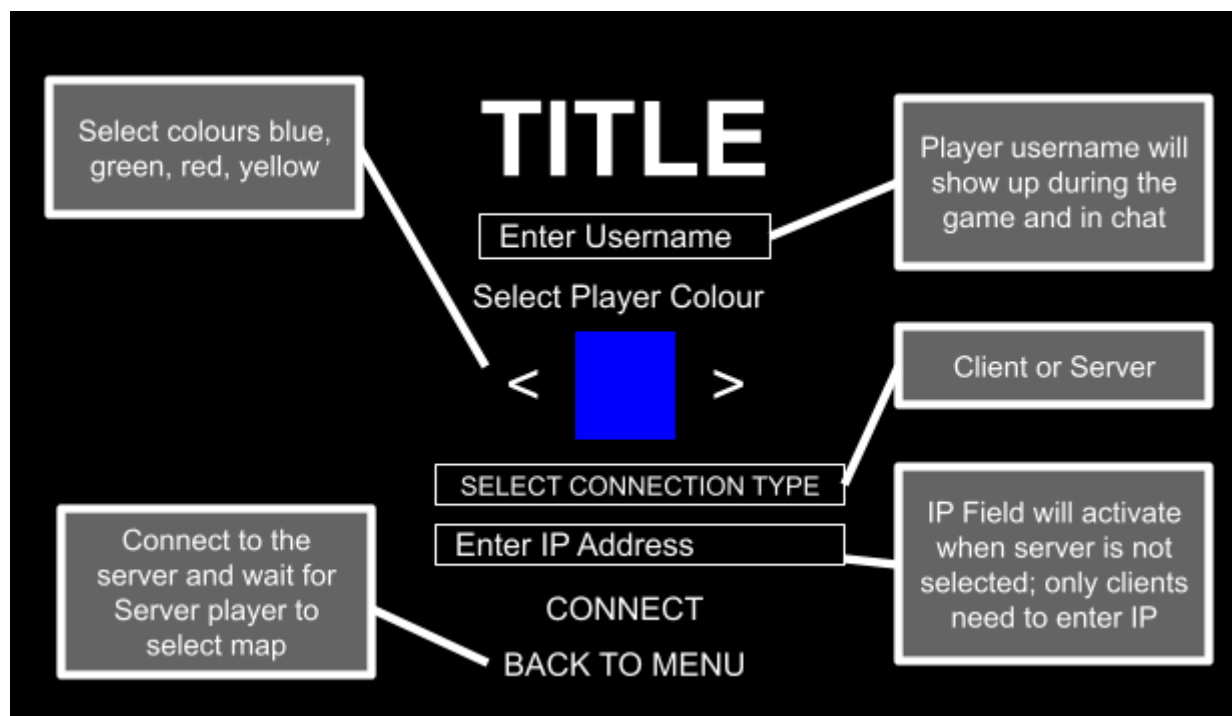 TITLE
Select colours blue,
green, red, yellow
Player username will
show up during the
game and in chat
Enter Username
Select Player Colour
<
>
Client or Server
SELECT CONNECTION TYPE
Enter IP Address
IP Field will activate
when server is not
selected; only clients
need to enter IP
Connect to the
server and wait for
Server player to
select map
CONNECT
BACK TO MENU